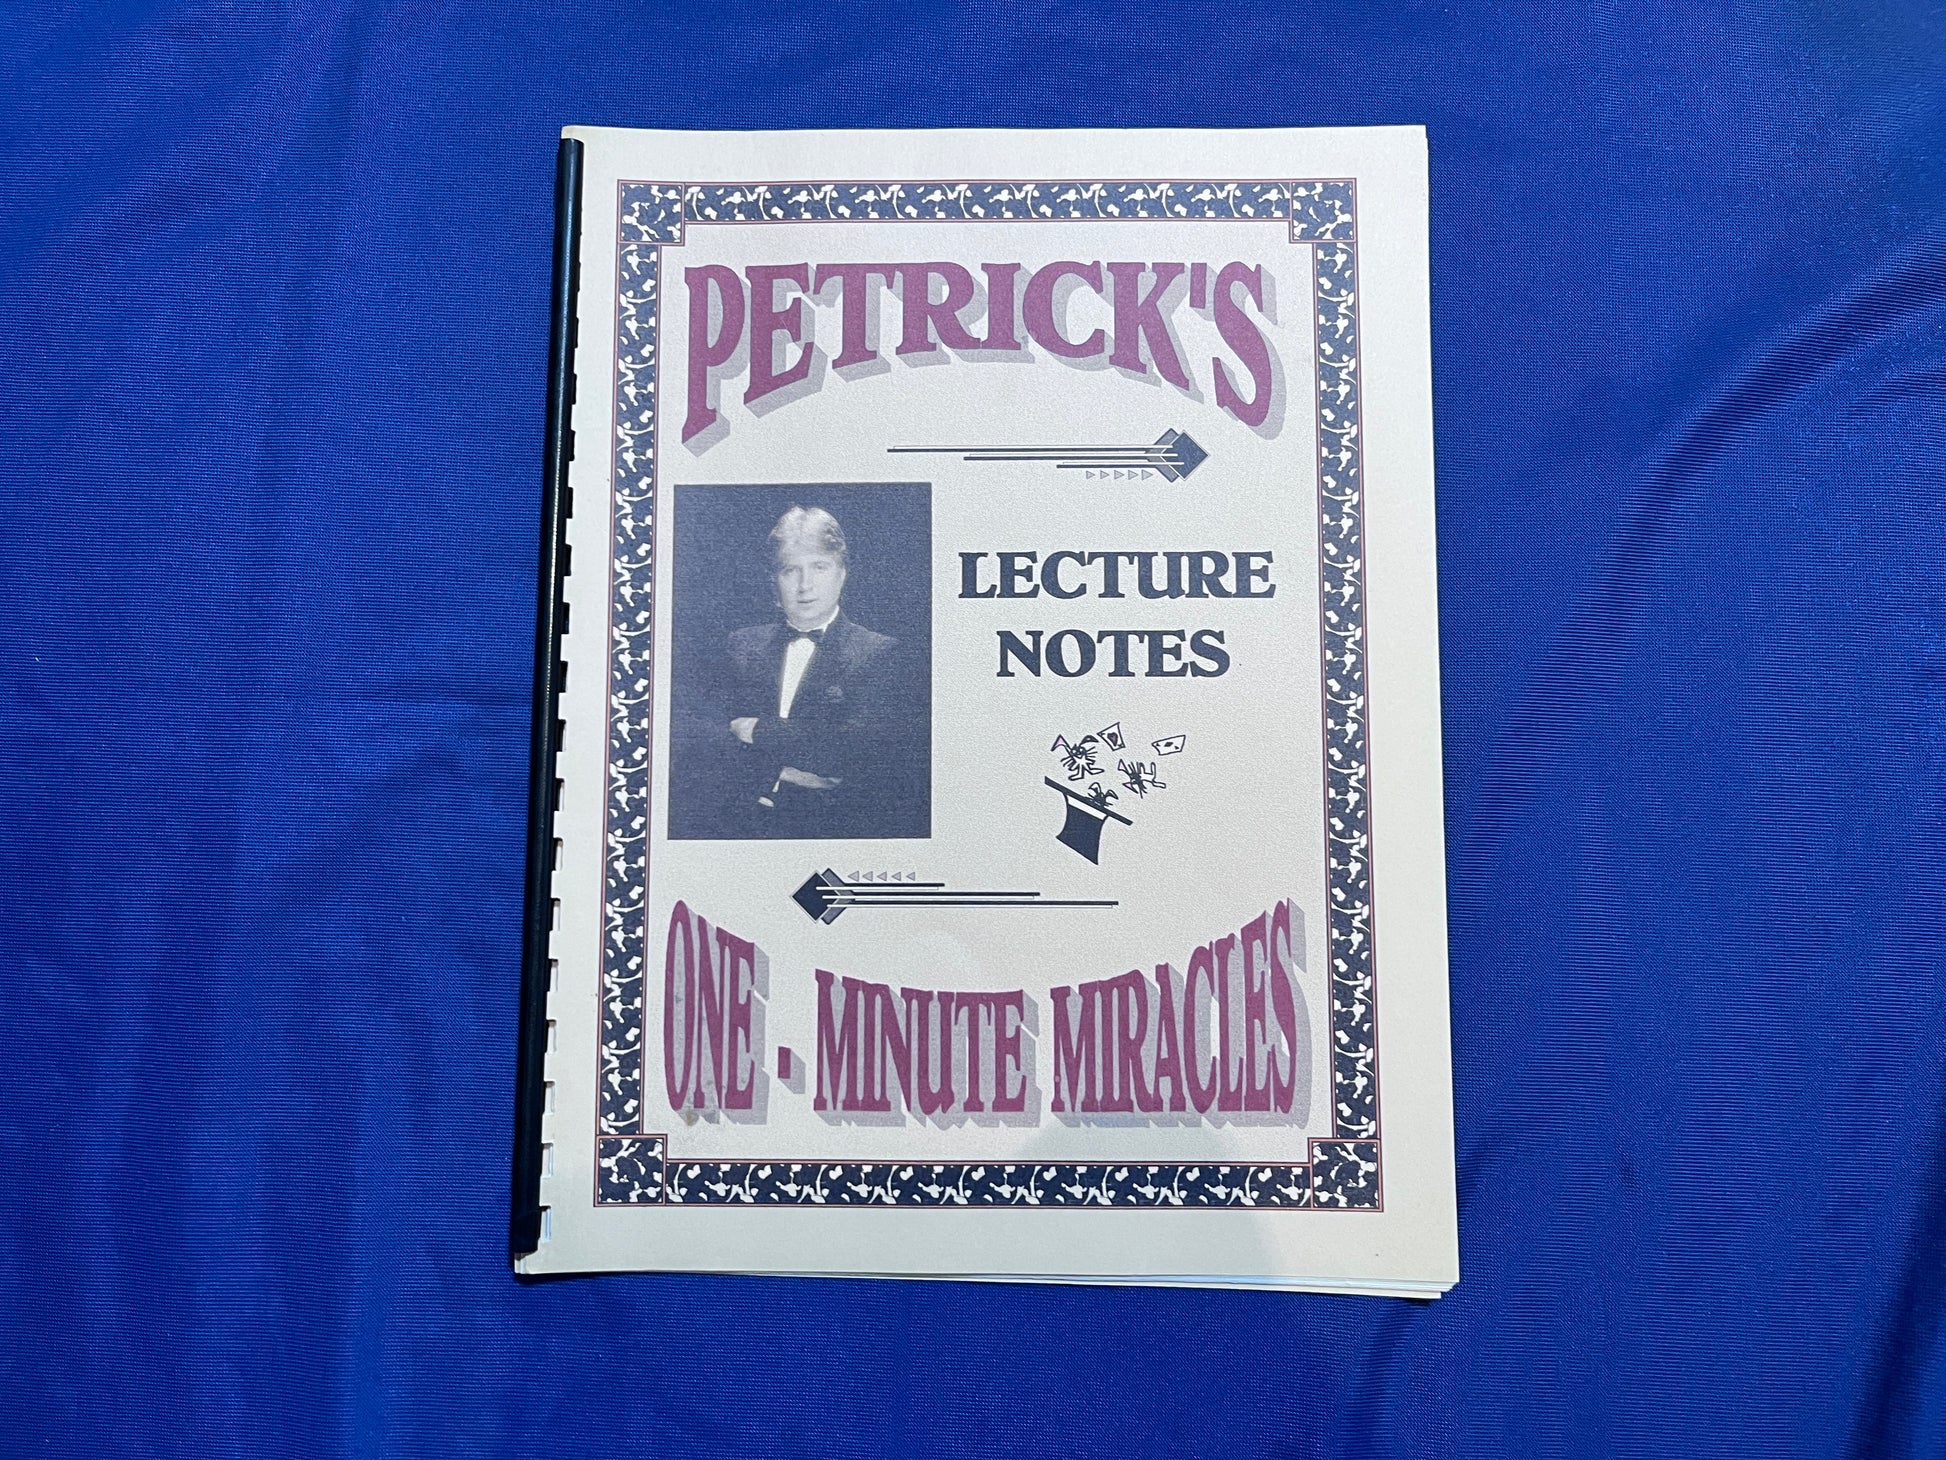 PETRICK'S
LECTURE
NOTES
ONE - MINUTE MIRACLES